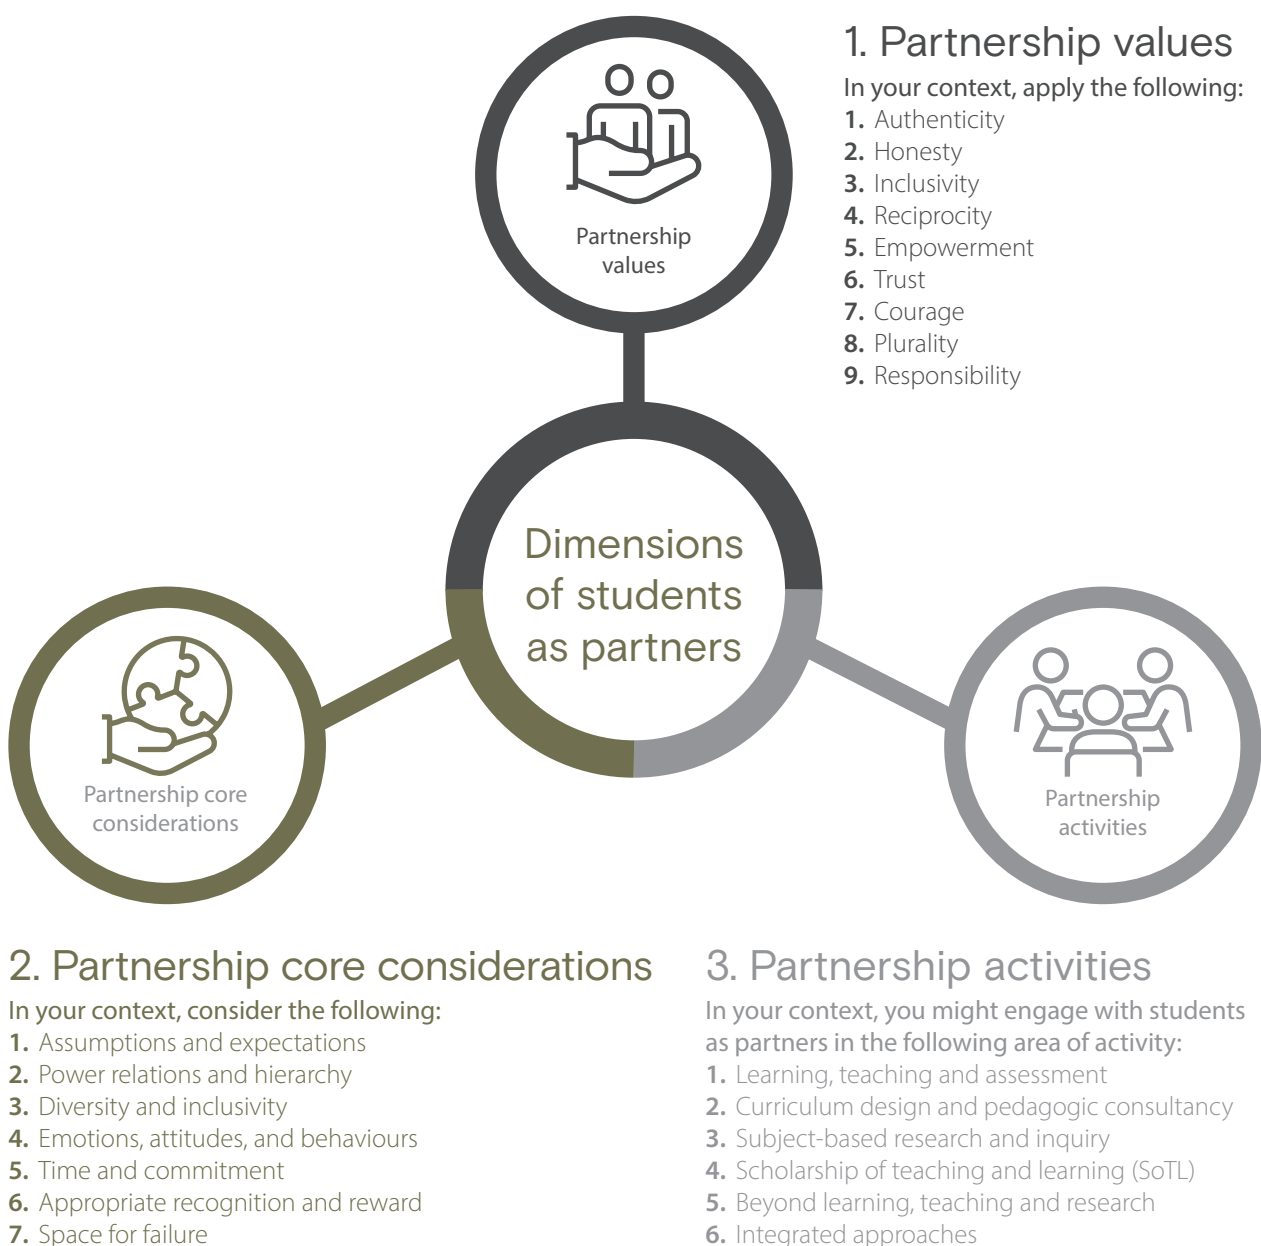 1. Partnership values
In your context, apply the following:
1. Authenticity
2. Honesty
3. Inclusivity
4. Reciprocity
5. Empowerment
6. Trust
7. Courage
8. Plurality
9. Responsibility
Partnership
values
Dimensions
of students
as partners
Partnership core
considerations
Partnership
activities
2. Partnership core considerations
In your context, consider the following:
1. Assumptions and expectations
2. Power relations and hierarchy
3. Diversity and inclusivity
4. Emotions, attitudes, and behaviours
5. Time and commitment
6. Appropriate recognition and reward
7. Space for failure
3. Partnership activities
In your context, you might engage with students
as partners in the following area of activity:
1. Learning, teaching and assessment
2. Curriculum design and pedagogic consultancy
3. Subject-based research and inquiry
4. Scholarship of teaching and learning (SoTL)
5. Beyond learning, teaching and research
6. Integrated approaches